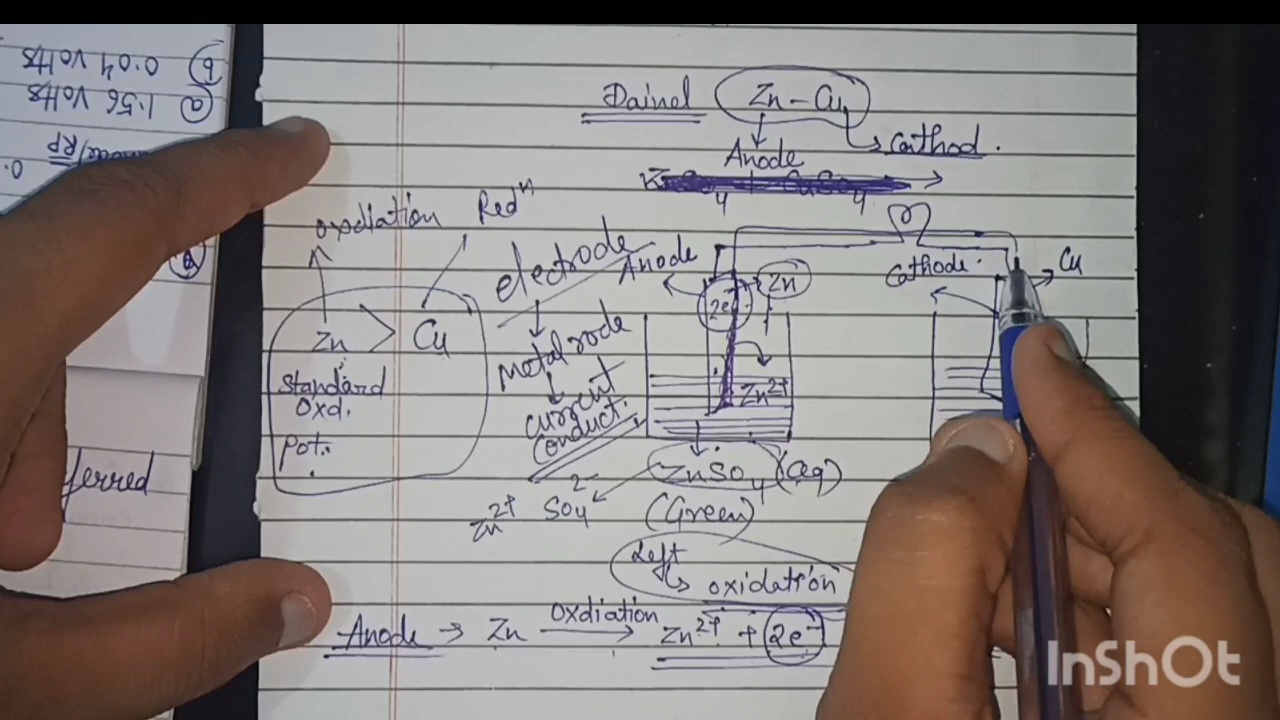 Dainel Zn - Cu
Anode
Cathod.
oxdiation
Redⁿ
electrode
Anode
Cathode
Cu
2e⁻
Zn
Zn > Cu
Standard
Oxd.
Pot.
Metal rode
Current
Conduct.
Zn²⁺
ZnSO₄ (aq)
Zn²⁺ SO₄²⁻
(Green)
Left
oxidation
Anode → Zn Oxdiation Zn²⁺ + 2e⁻
ferred
ⓑ 0.04 Volts
ⓐ 1.56 Volts
InShOt